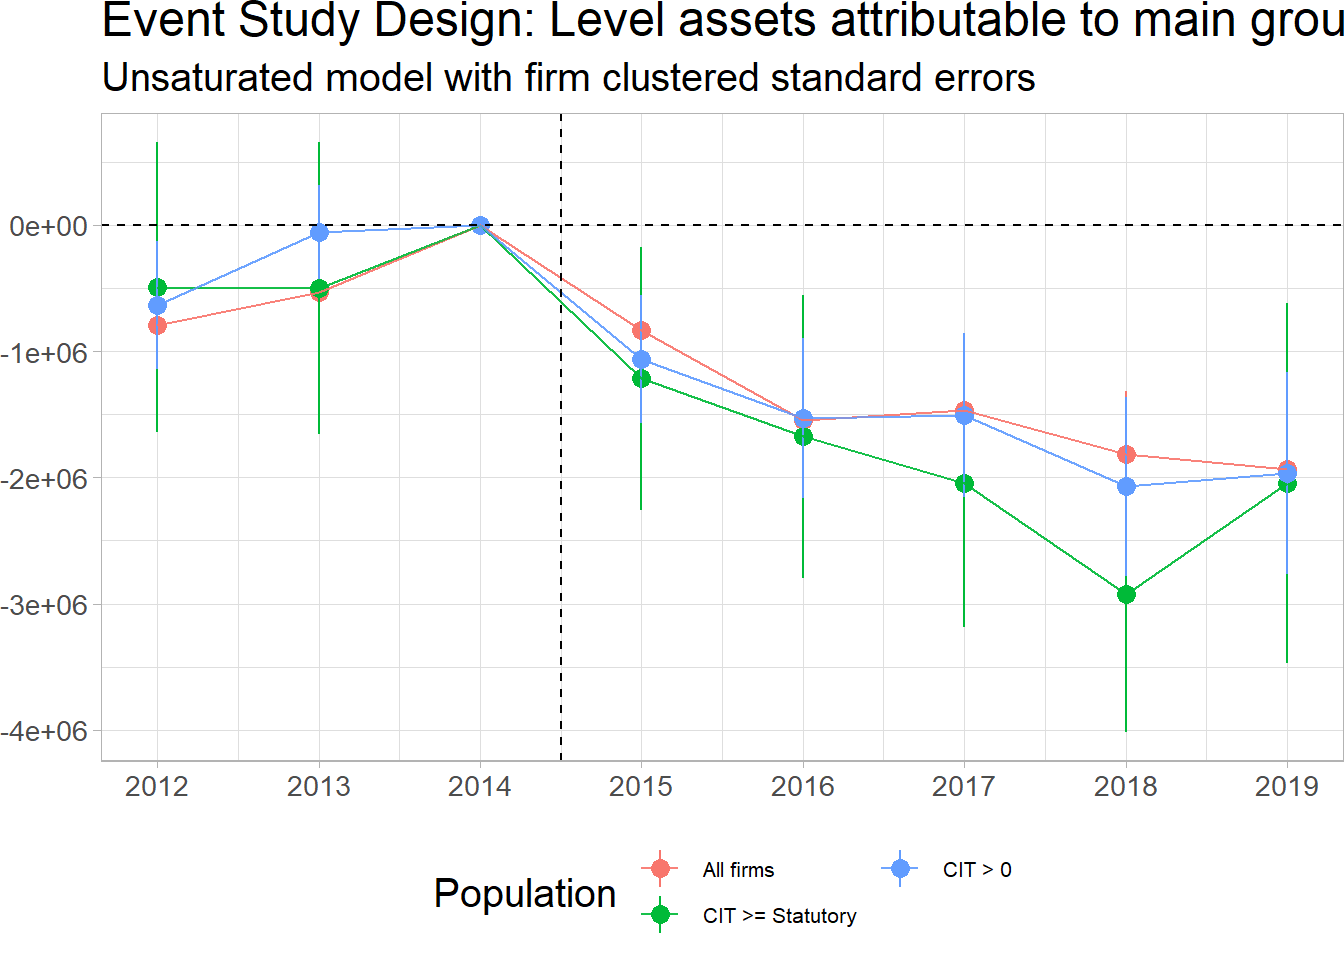 Event Study Design: Level assets attributable to main grou
Unsaturated model with firm clustered standard errors
0e+00
-1e+06
-2e+06
-3e+06
-4e+06
2012 2013 2014 2015 2016 2017 2018 2019
Population
All firms
CIT > 0
CIT >= Statutory